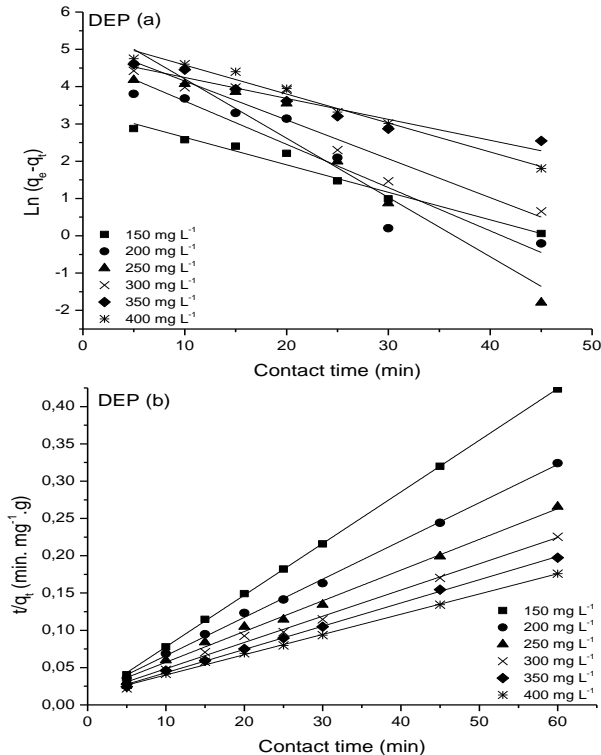 DEP (a)
6
5
4
3
2
1
0
-1
-2
Ln (qₑ-qₜ)
150 mg L⁻¹
200 mg L⁻¹
250 mg L⁻¹
300 mg L⁻¹
350 mg L⁻¹
400 mg L⁻¹
0 10 20 30 40 50
Contact time (min)
DEP (b)
0,40
0,35
0,30
0,25
0,20
0,15
0,10
0,05
0,00
t/qₜ (min. mg⁻¹.g)
150 mg L⁻¹
200 mg L⁻¹
250 mg L⁻¹
300 mg L⁻¹
350 mg L⁻¹
400 mg L⁻¹
0 10 20 30 40 50 60
Contact time (min)